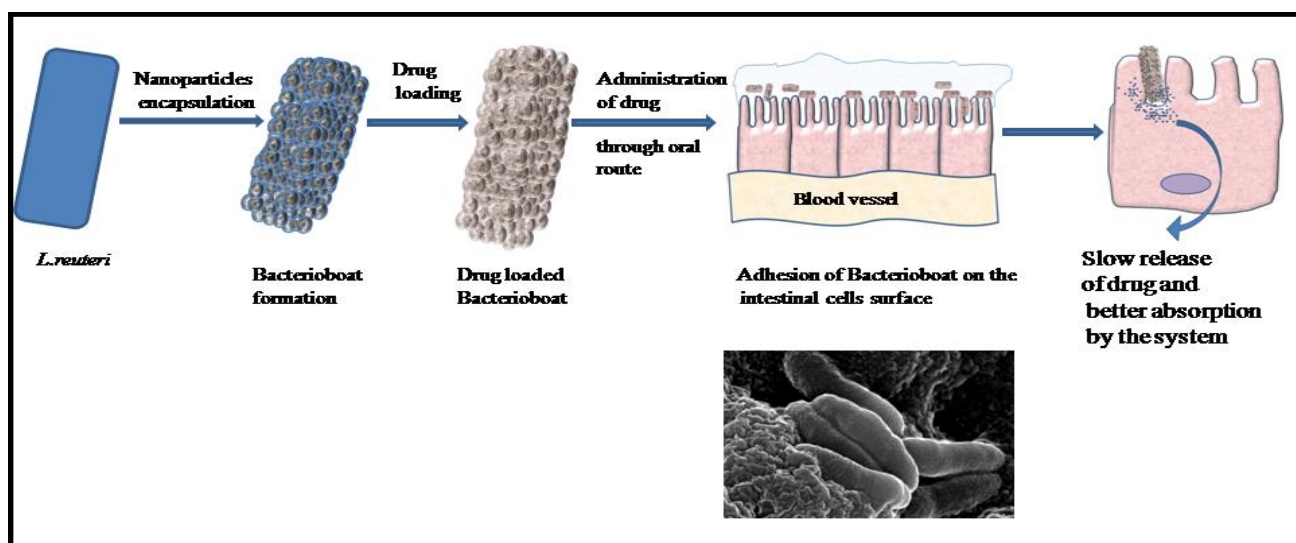 L.reuteri
Nanoparticles
encapsulation
Bacterioboat
formation
Drug
loading
Drug loaded
Bacterioboat
Administration
of drug
through oral
route
Blood vessel
Adhesion of Bacterioboat on the
intestinal cells surface
Slow release
of drug and
better absorption
by the system